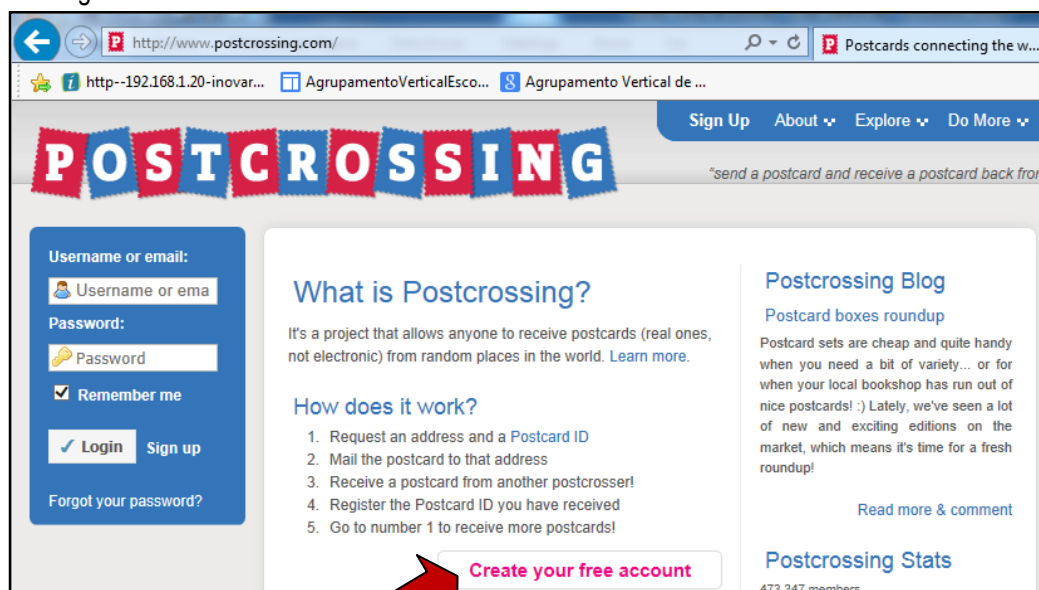 http://www.postcrossing.com/
Postcards connecting the w...
http--192.168.1.20-inovar...
AgrupamentoVerticalEsco...
Agrupamento Vertical de ...
Sign Up About Explore Do More
POSTCROSSING
"send a postcard and receive a postcard back from
Username or email:
Username or ema
Password:
Password
Remember me
Login Sign up
Forgot your password?
What is Postcrossing?
It's a project that allows anyone to receive postcards (real ones,
not electronic) from random places in the world. Learn more.
How does it work?
1. Request an address and a Postcard ID
2. Mail the postcard to that address
3. Receive a postcard from another postcrosser!
4. Register the Postcard ID you have received
5. Go to number 1 to receive more postcards!
Create your free account
Postcrossing Blog
Postcard boxes roundup
Postcard sets are cheap and quite handy
when you need a bit of variety... or for
when your local bookshop has run out of
nice postcards! :) Lately, we've seen a lot
of new and exciting editions on the
market, which means it's time for a fresh
roundup!
Read more & comment
Postcrossing Stats
473 347 members